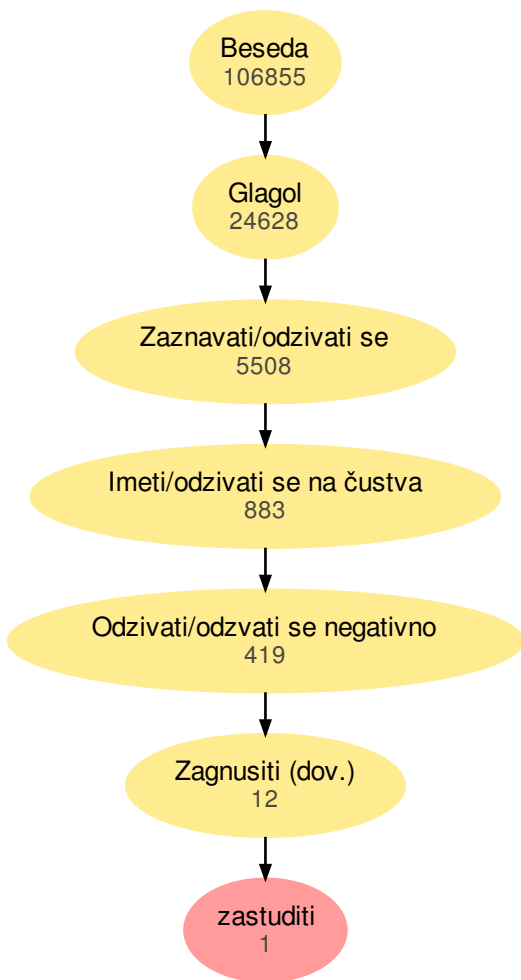 Beseda
106855
Glagol
24628
Zaznavati/odzivati se
5508
Imeti/odzivati se na čustva
883
Odzivati/odzvati se negativno
419
Zagnusiti (dov.)
12
zastuditi
1